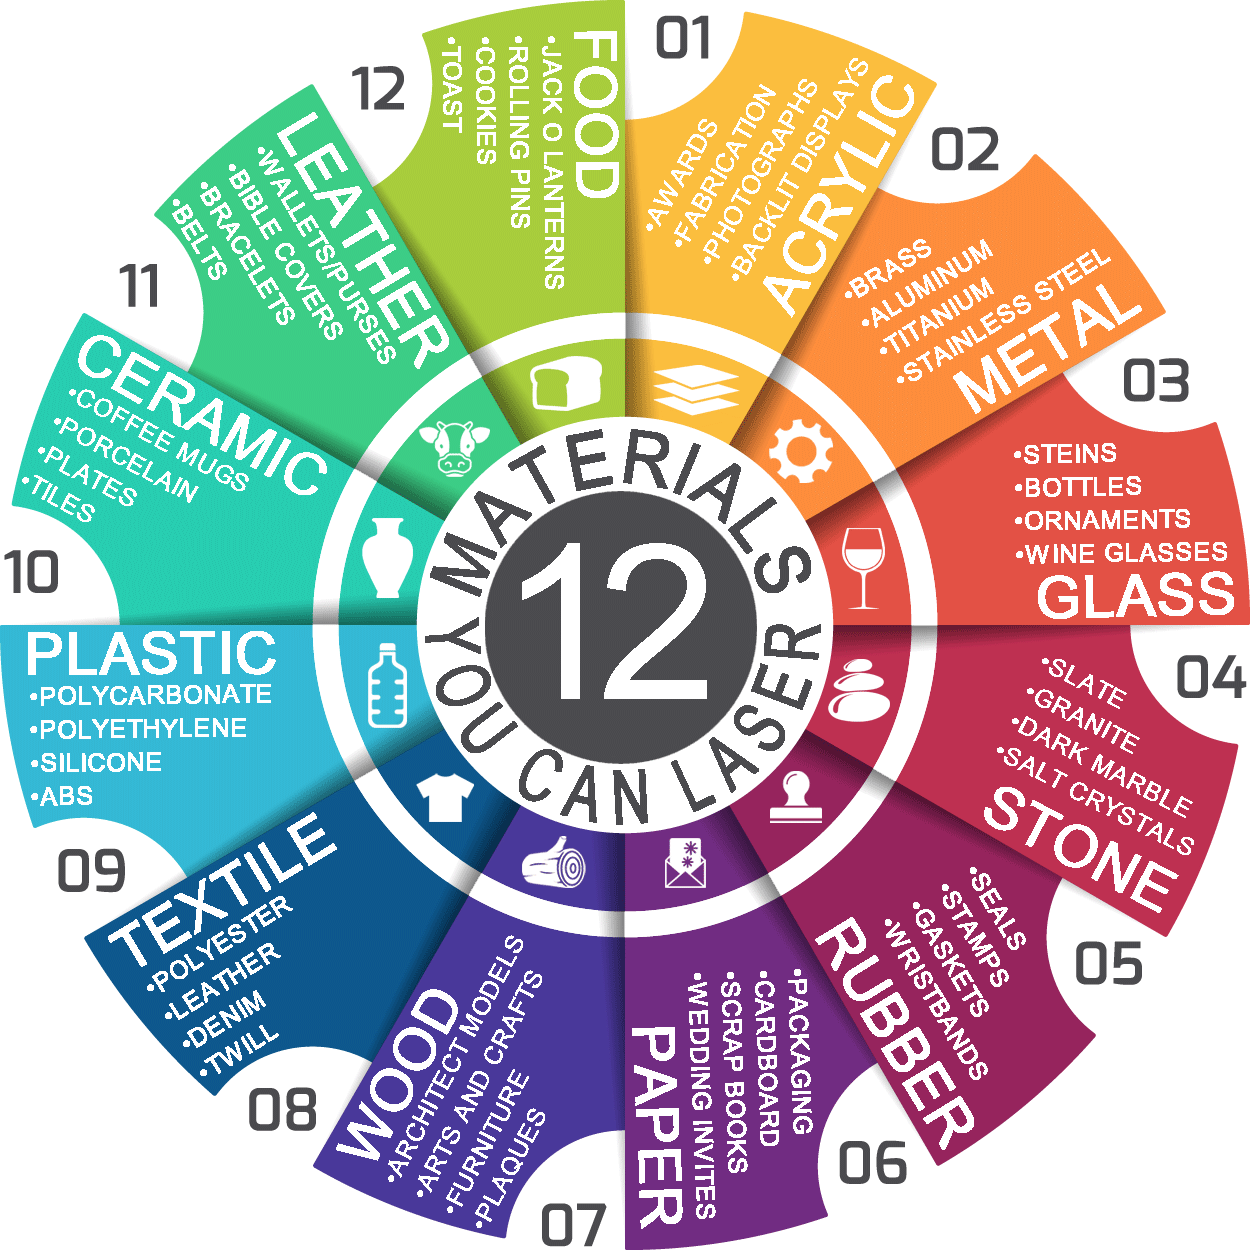 MATERIALS
YOU CAN LASER
12
01
ACRYLIC
•AWARDS
•FABRICATION
•PHOTOGRAPHS
•BACKLIT DISPLAYS
02
METAL
•BRASS
•ALUMINUM
•TITANIUM
•STAINLESS STEEL
03
•STEINS
•BOTTLES
•ORNAMENTS
•WINE GLASSES
GLASS
04
•SLATE
•GRANITE
•DARK MARBLE
•SALT CRYSTALS
STONE
05
•SEALS
•STAMPS
•GASKETS
•WRISTBANDS
RUBBER
06
•PACKAGING
•CARDBOARD
•SCRAP BOOKS
•WEDDING INVITES
PAPER
07
WOOD
•ARCHITECT MODELS
•ARTS AND CRAFTS
•FURNITURE
•PLAQUES
08
TEXTILE
•POLYESTER
•LEATHER
•DENIM
•TWILL
09
PLASTIC
•POLYCARBONATE
•POLYETHYLENE
•SILICONE
•ABS
10
CERAMIC
•COFFEE MUGS
•PORCELAIN
•PLATES
•TILES
11
LEATHER
•WALLETS/PURSES
•BIBLE COVERS
•BRACELETS
•BELTS
12
FOOD
•JACK O LANTERNS
•ROLLING PINS
•COOKIES
•TOAST